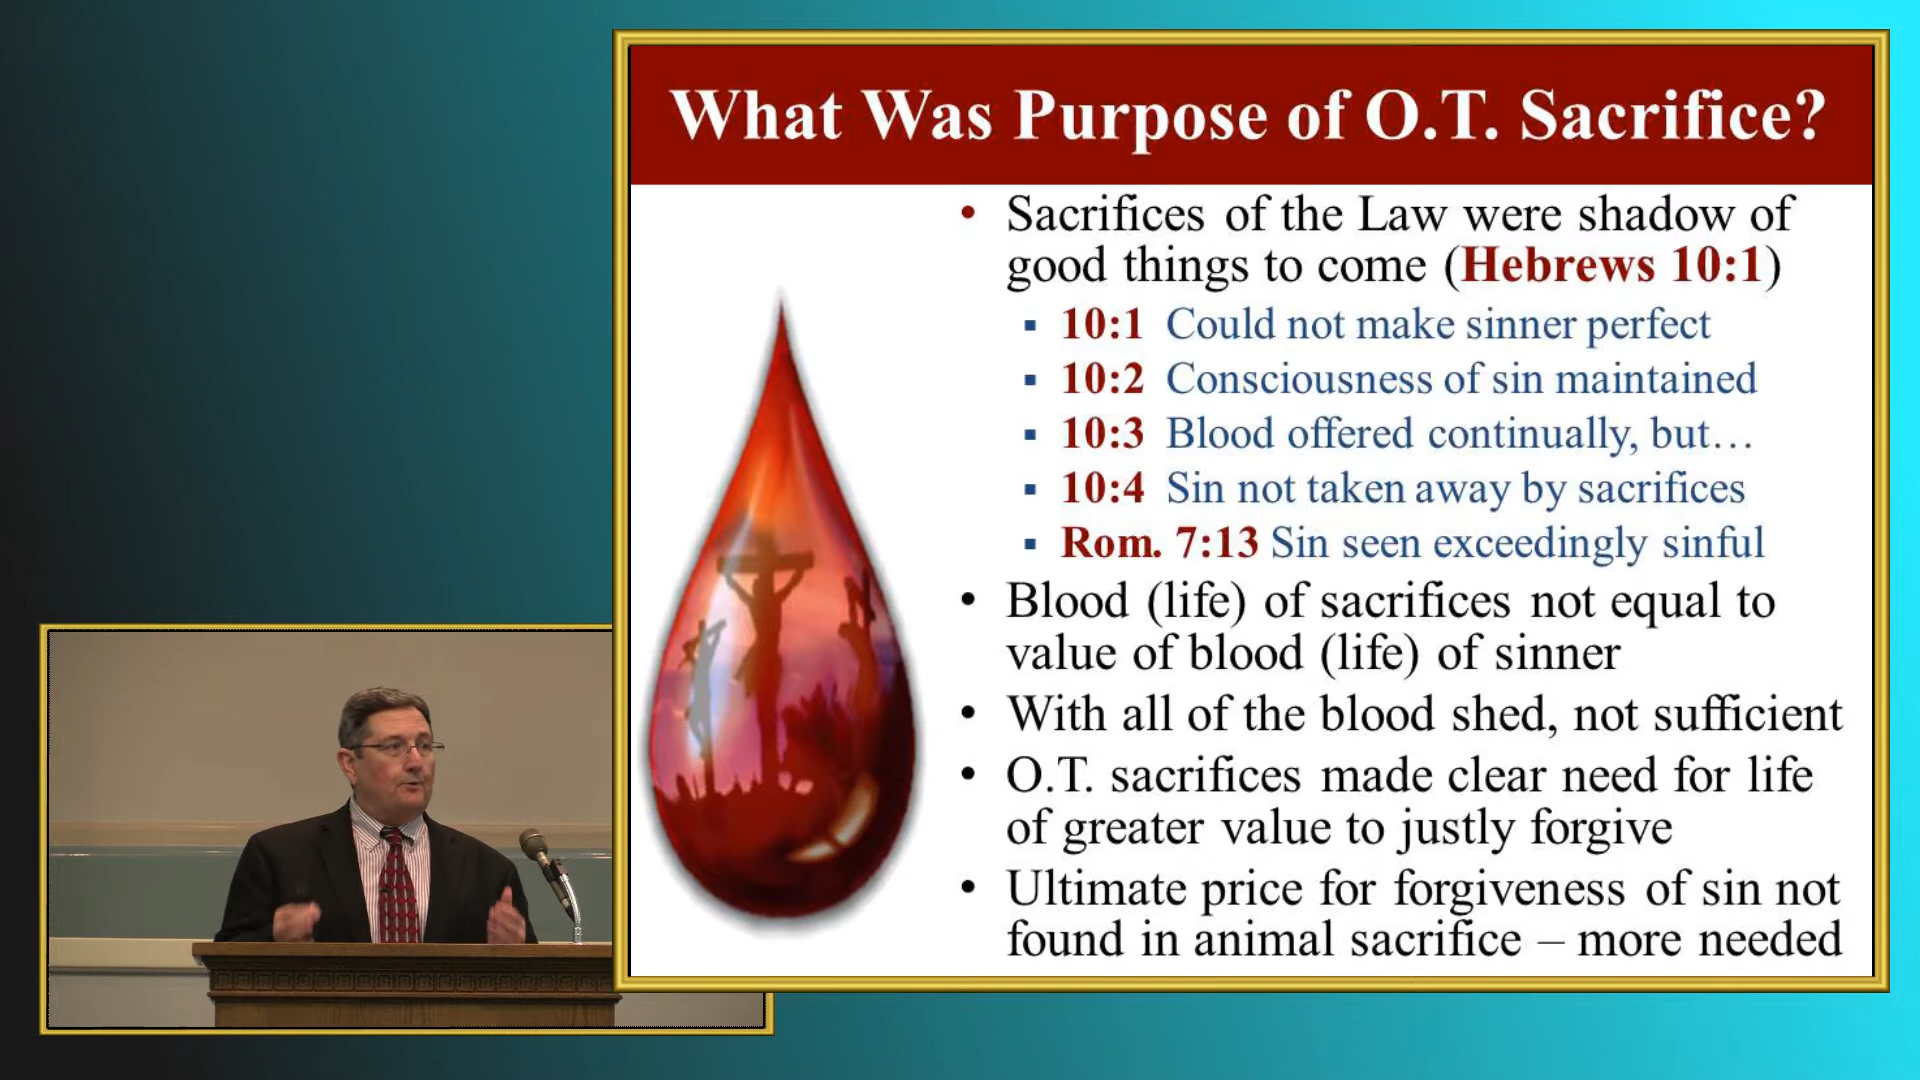 What Was Purpose of O.T. Sacrifice?
• Sacrifices of the Law were shadow of
good things to come (Hebrews 10:1)
▪ 10:1 Could not make sinner perfect
▪ 10:2 Consciousness of sin maintained
▪ 10:3 Blood offered continually, but…
▪ 10:4 Sin not taken away by sacrifices
▪ Rom. 7:13 Sin seen exceedingly sinful
• Blood (life) of sacrifices not equal to
value of blood (life) of sinner
• With all of the blood shed, not sufficient
• O.T. sacrifices made clear need for life
of greater value to justly forgive
• Ultimate price for forgiveness of sin not
found in animal sacrifice – more needed